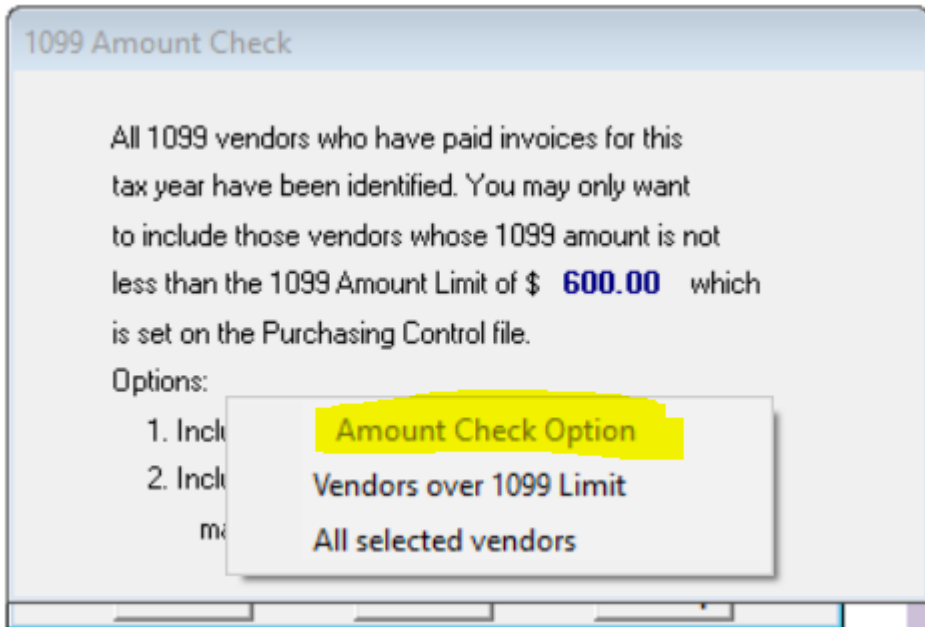 1099 Amount Check
All 1099 vendors who have paid invoices for this
tax year have been identified. You may only want
to include those vendors whose 1099 amount is not
less than the 1099 Amount Limit of $ 600.00 which
is set on the Purchasing Control file.
Options:
1.
Amount Check Option
2.
Vendors over 1099 Limit
All selected vendors